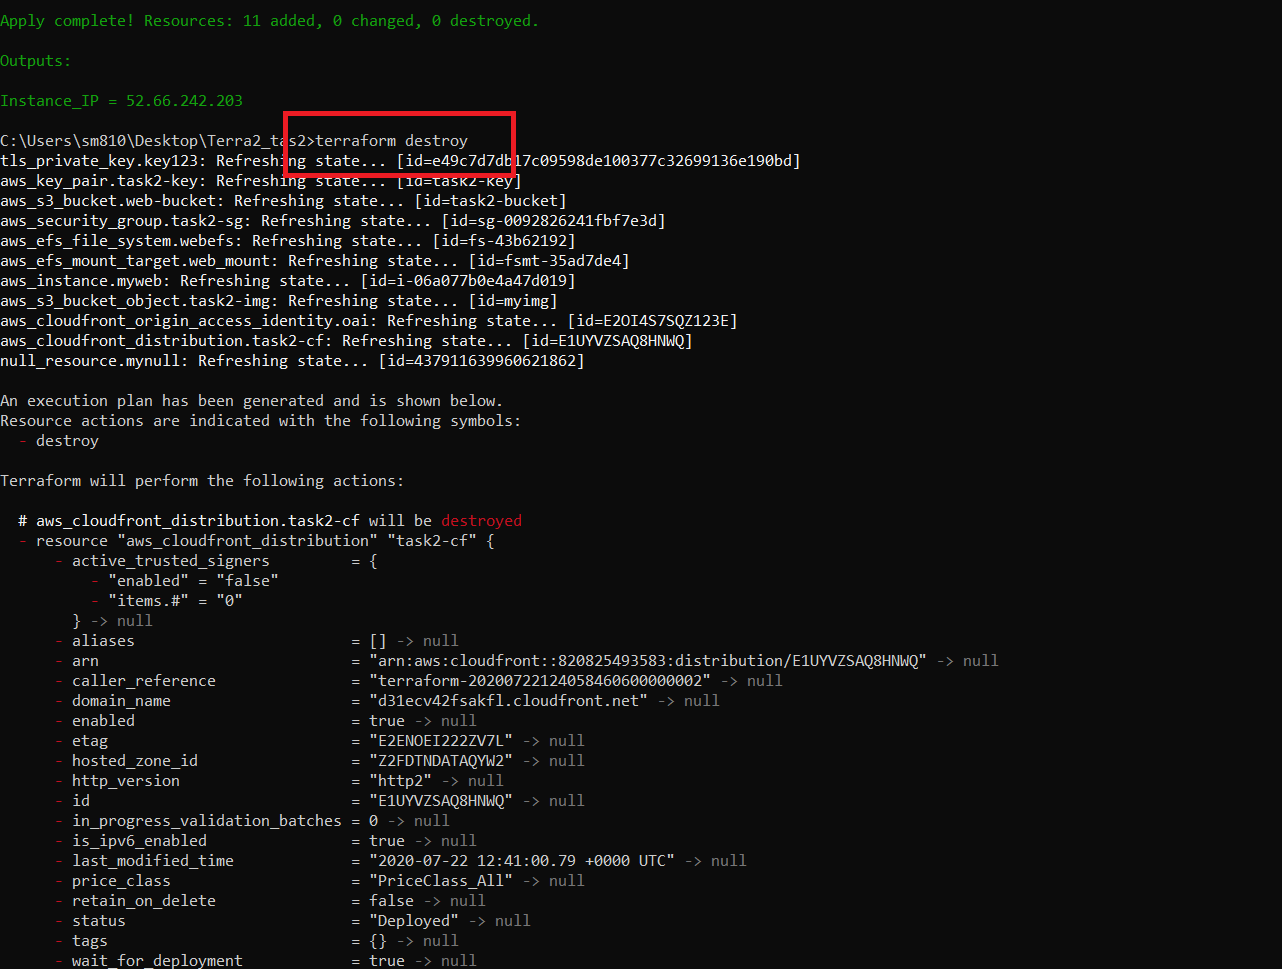 Apply complete! Resources: 11 added, 0 changed, 0 destroyed.
Outputs:
Instance_IP = 52.66.242.203
C:\Users\sm810\Desktop\Terra2_tas2>terraform destroy
tls_private_key.key123: Refreshing state... [id=e49c7d7db17c09598de100377c32699136e190bd]
aws_key_pair.task2-key: Refreshing state... [id=task2-key]
aws_s3_bucket.web-bucket: Refreshing state... [id=task2-bucket]
aws_security_group.task2-sg: Refreshing state... [id=sg-0092826241fbf7e3d]
aws_efs_file_system.webefs: Refreshing state... [id=fs-43b62192]
aws_efs_mount_target.web_mount: Refreshing state... [id=fsmt-35ad7de4]
aws_instance.myweb: Refreshing state... [id=i-06a077b0e4a47d019]
aws_s3_bucket_object.task2-img: Refreshing state... [id=myimg]
aws_cloudfront_origin_access_identity.oai: Refreshing state... [id=E2OI4S7SQZ123E]
aws_cloudfront_distribution.task2-cf: Refreshing state... [id=E1UYVZSAQ8HNWQ]
null_resource.mynull: Refreshing state... [id=437911639960621862]
An execution plan has been generated and is shown below.
Resource actions are indicated with the following symbols:
- destroy
Terraform will perform the following actions:
# aws_cloudfront_distribution.task2-cf will be destroyed
- resource "aws_cloudfront_distribution" "task2-cf" {
- active_trusted_signers = {
- "enabled" = "false"
- "items.#" = "0"
} -> null
- aliases = [] -> null
- arn = "arn:aws:cloudfront::820825493583:distribution/E1UYVZSAQ8HNWQ" -> null
- caller_reference = "terraform-20200722124058460600000002" -> null
- domain_name = "d31ecv42fsakfl.cloudfront.net" -> null
- enabled = true -> null
- etag = "E2ENOEI222ZV7L" -> null
- hosted_zone_id = "Z2FDTNDATAQYW2" -> null
- http_version = "http2" -> null
- id = "E1UYVZSAQ8HNWQ" -> null
- in_progress_validation_batches = 0 -> null
- is_ipv6_enabled = true -> null
- last_modified_time = "2020-07-22 12:41:00.79 +0000 UTC" -> null
- price_class = "PriceClass_All" -> null
- retain_on_delete = false -> null
- status = "Deployed" -> null
- tags = {} -> null
- wait_for_deployment = true -> null